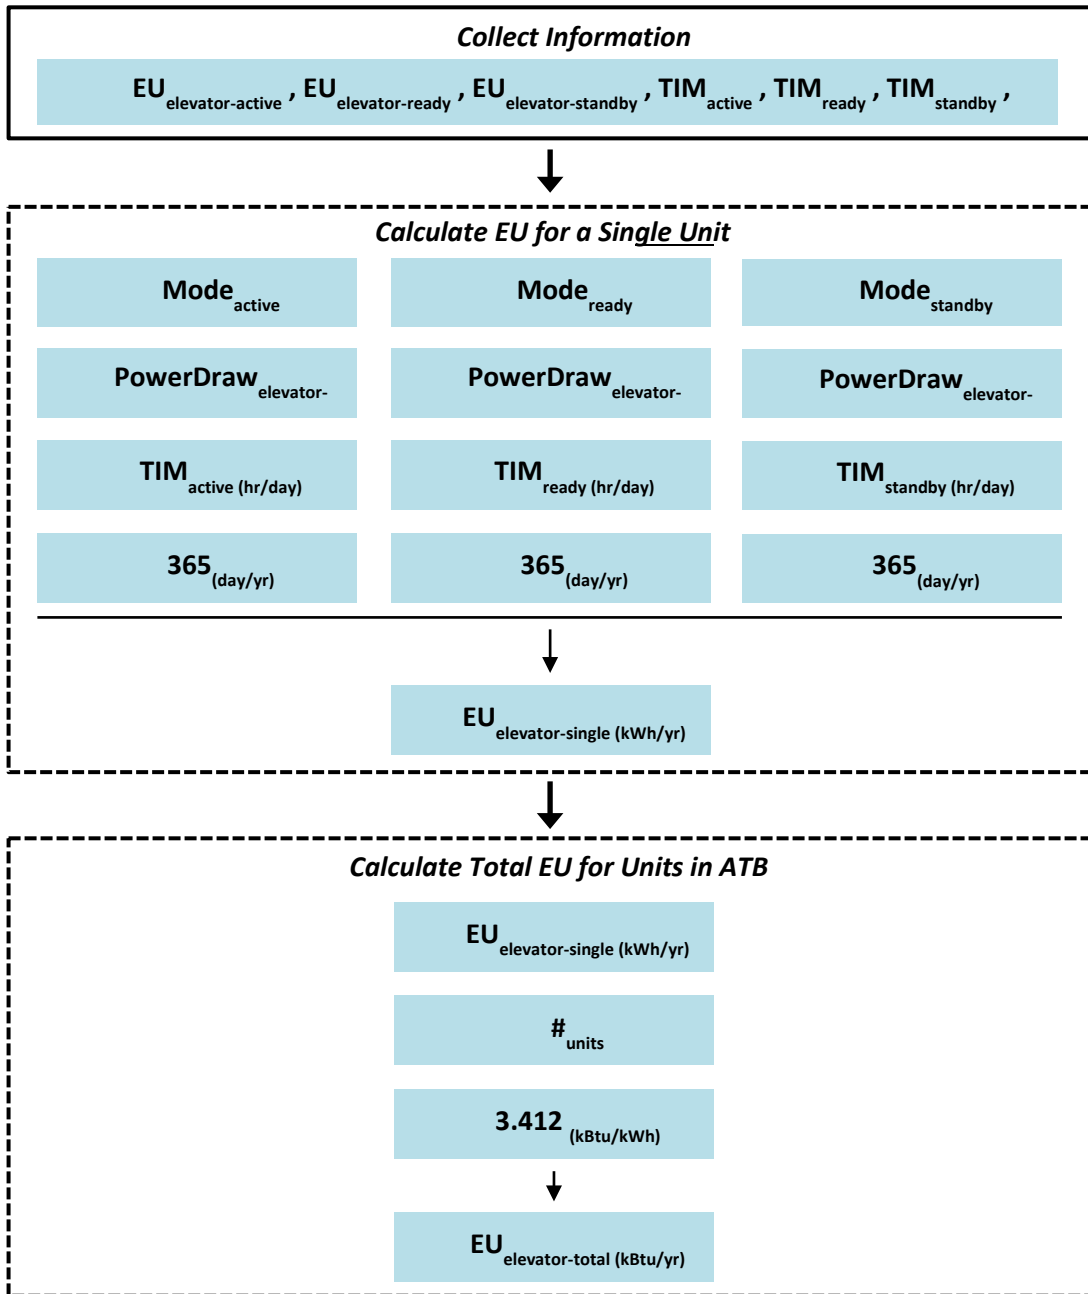 Collect Information
EU elevator-active , EU elevator-ready , EU elevator-standby , TIM active , TIM ready , TIM standby ,
Calculate EU for a Single Unit
Mode active
Mode ready
Mode standby
PowerDraw elevator-
PowerDraw elevator-
PowerDraw elevator-
TIM active (hr/day)
TIM ready (hr/day)
TIM standby (hr/day)
365 (day/yr)
365 (day/yr)
365 (day/yr)
EU elevator-single (kWh/yr)
Calculate Total EU for Units in ATB
EU elevator-single (kWh/yr)
# units
3.412 (kBtu/kWh)
EU elevator-total (kBtu/yr)